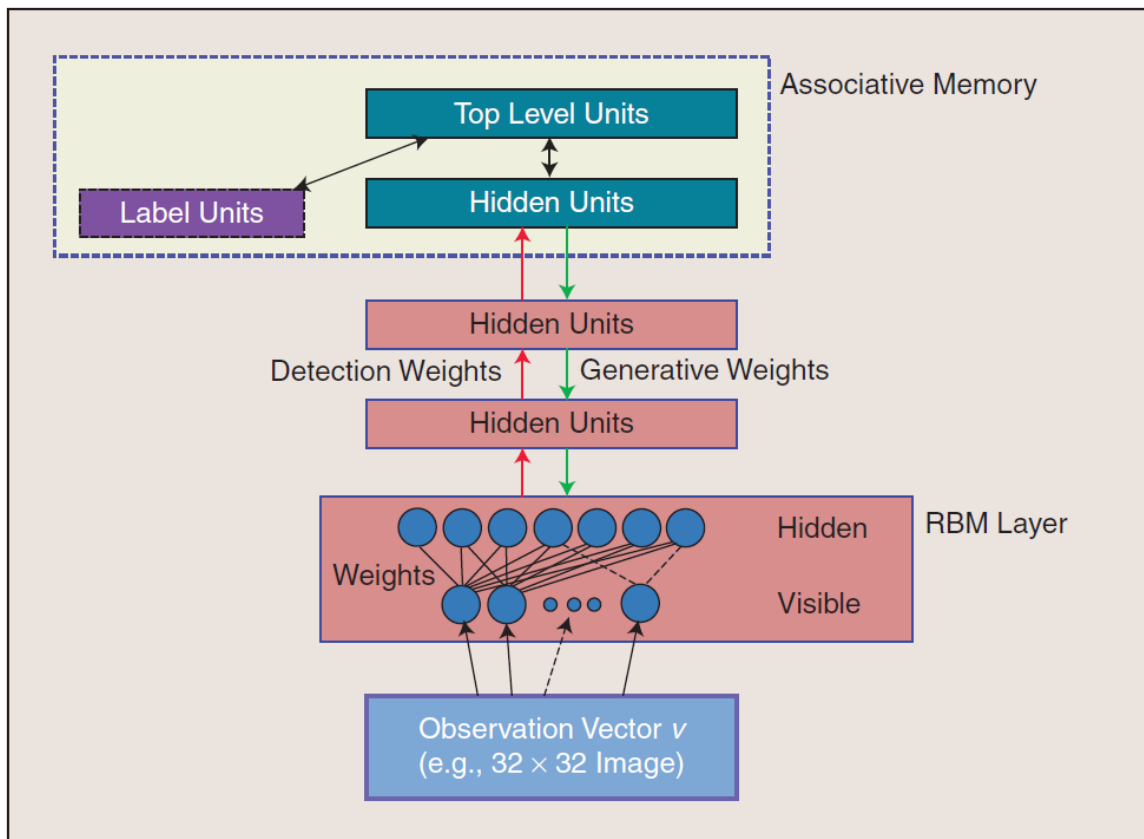 Associative Memory
Top Level Units
Label Units
Hidden Units
Hidden Units
Detection Weights
Generative Weights
Hidden Units
Hidden
RBM Layer
Weights
Visible
Observation Vector v
(e.g., 32 × 32 Image)